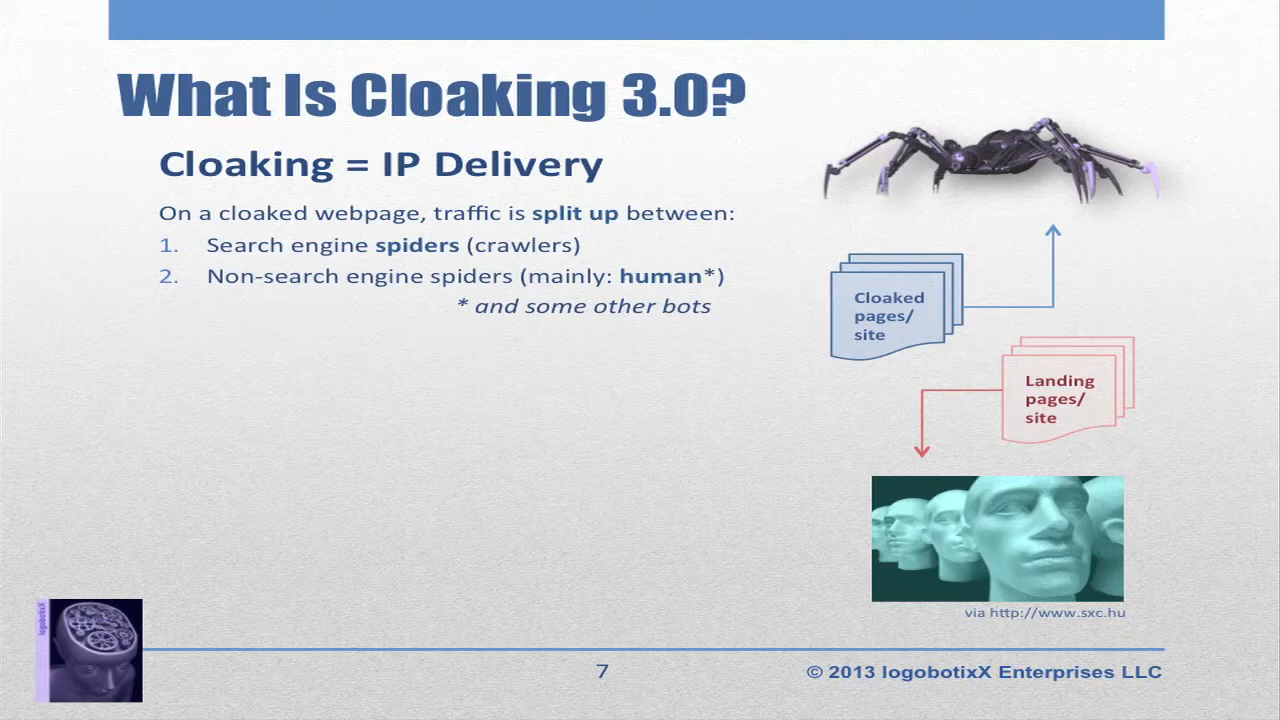 What Is Cloaking 3.0?
Cloaking = IP Delivery
On a cloaked webpage, traffic is split up between:
1. Search engine spiders (crawlers)
2. Non-search engine spiders (mainly: human*)
* and some other bots
Cloaked
pages/
site
Landing
pages/
site
via http://www.sxc.hu
logobotixX
7
© 2013 logobotixX Enterprises LLC